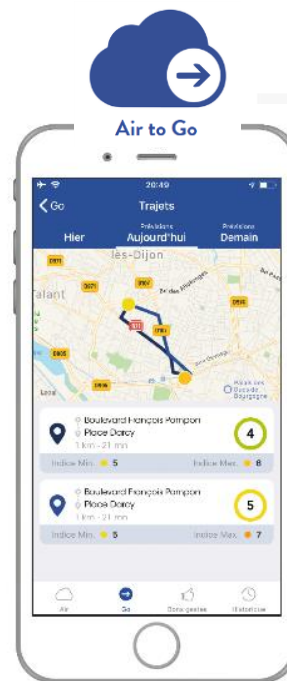 Air to Go
20:49
Go
Trajets
Hier
Prévisions
Aujourd'hui
Prévisions
Demain
les-Dijon
Talant
D107
Boulevard François Pompon
Place Darcy
1 km - 21 mn
4
Indice Min. 5
Indice Max. 6
Boulevard François Pompon
Place Darcy
1 km - 21 mn
5
Indice Min. 5
Indice Max. 7
Air
Go
Bons gestes
Historique